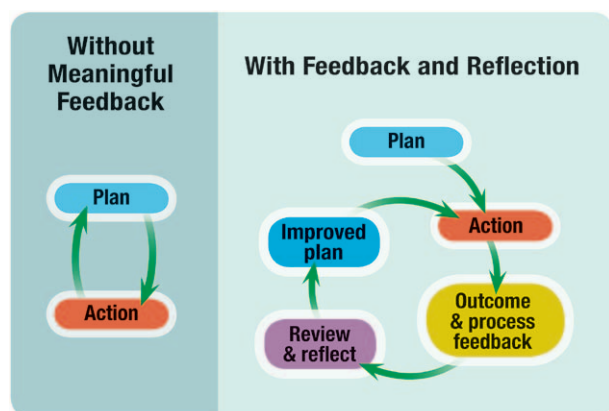 Without
Meaningful
Feedback
Plan
Action
With Feedback and Reflection
Plan
Action
Outcome
& process
feedback
Review
& reflect
Improved
plan